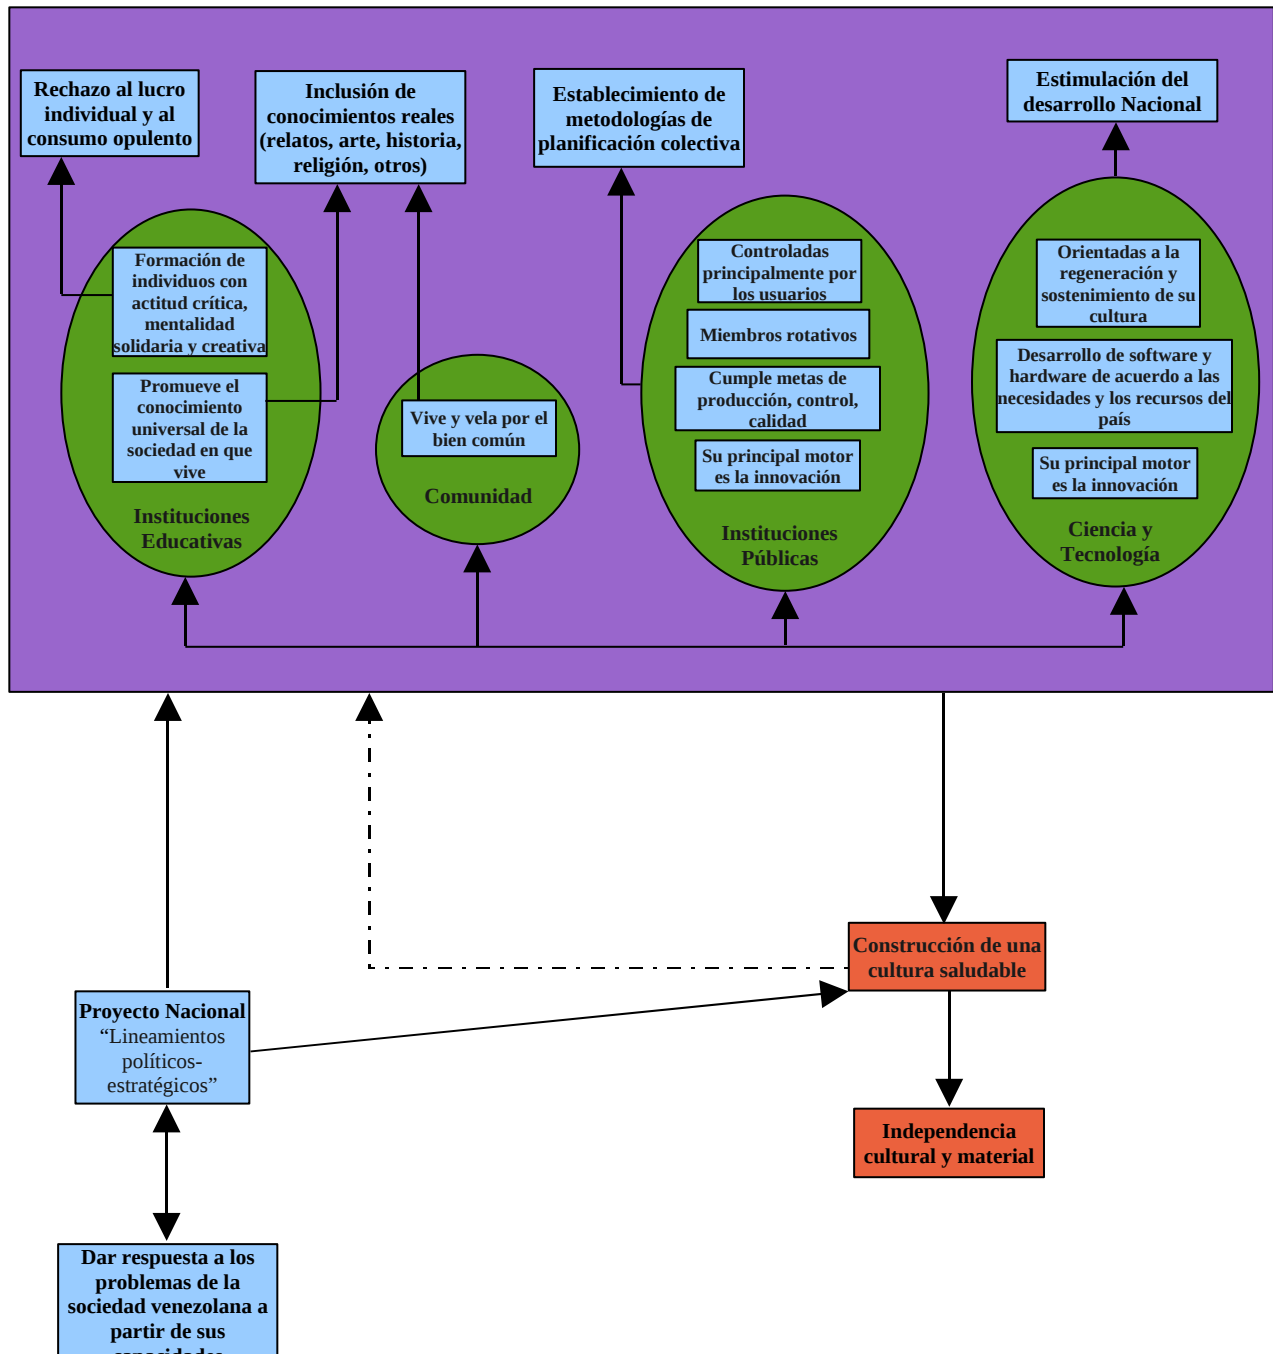 Rechazo al lucro
individual y al
consumo opulento
Inclusión de
conocimientos reales
(relatos, arte, historia,
religión, otros)
Establecimiento de
metodologías de
planificación colectiva
Estimulación del
desarrollo Nacional
Formación de
individuos con
actitud crítica,
mentalidad
solidaria y creativa
Promueve el
conocimiento
universal de la
sociedad en que
vive
Instituciones
Educativas
Vive y vela por el
bien común
Comunidad
Controladas
principalmente por
los usuarios
Miembros rotativos
Cumple metas de
producción, control,
calidad
Su principal motor
es la innovación
Instituciones
Públicas
Orientadas a la
regeneración y
sostenimiento de su
cultura
Desarrollo de software y
hardware de acuerdo a las
necesidades y los recursos del
país
Su principal motor
es la innovación
Ciencia y
Tecnología
Construcción de una
cultura saludable
Proyecto Nacional
“Lineamientos
políticos-
estratégicos”
Independencia
cultural y material
Dar respuesta a los
problemas de la
sociedad venezolana a
partir de sus